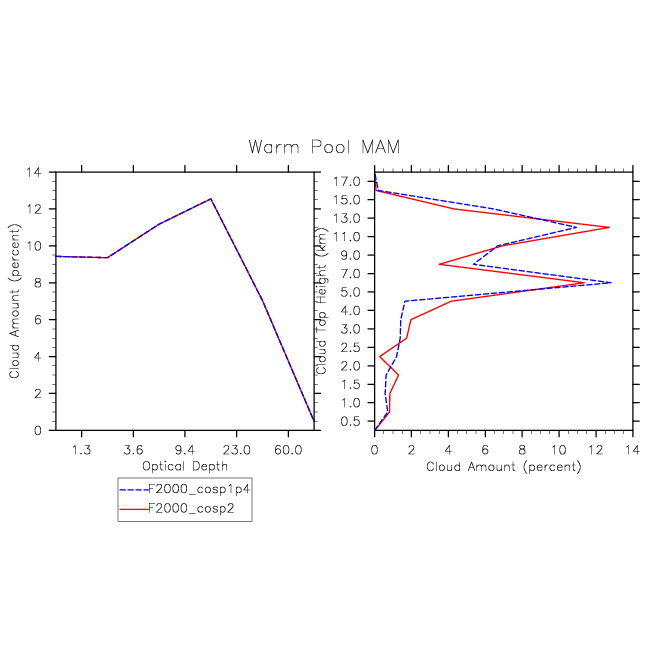 Warm Pool MAM
Cloud Amount (percent)
14
12
10
8
6
4
2
0
1.3 3.6 9.4 23.0 60.0
Optical Depth
Cloud Top Height (km)
17.0
15.0
13.0
11.0
9.0
7.0
5.0
4.0
3.0
2.5
2.0
1.5
1.0
0.5
0 2 4 6 8 10 12 14
Cloud Amount (percent)
F2000_cosp1p4
F2000_cosp2